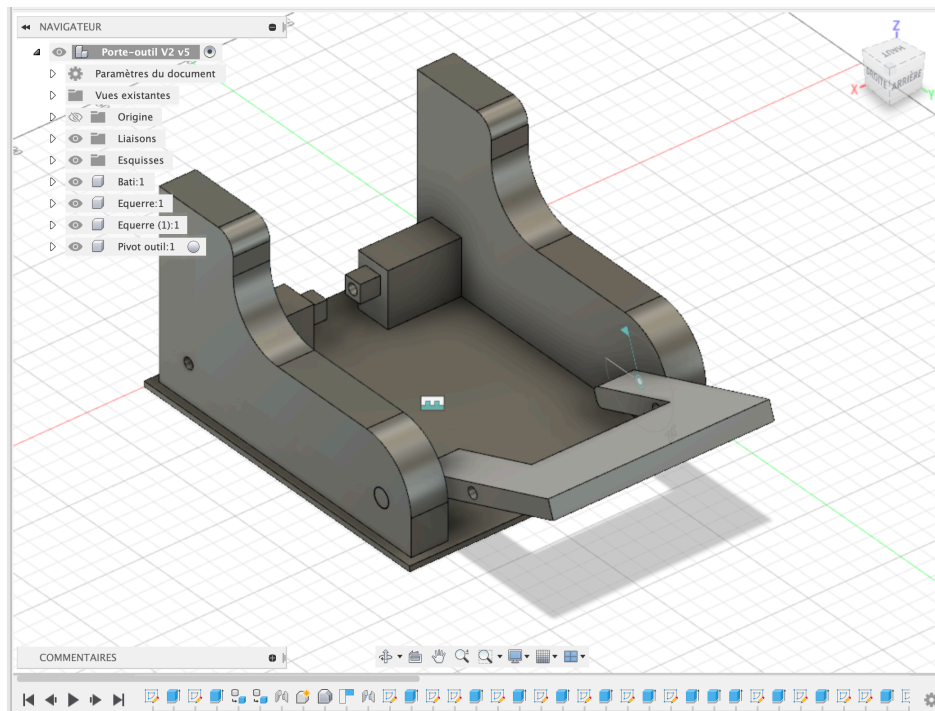 NAVIGATEUR
Porte-outil V2 v5
Paramètres du document
Vues existantes
Origine
Liaisons
Esquisses
Bati:1
Equerre:1
Equerre (1):1
Pivot outil:1
Z
HAUT
DROITE
ARRIÈRE
X
Y
COMMENTAIRES